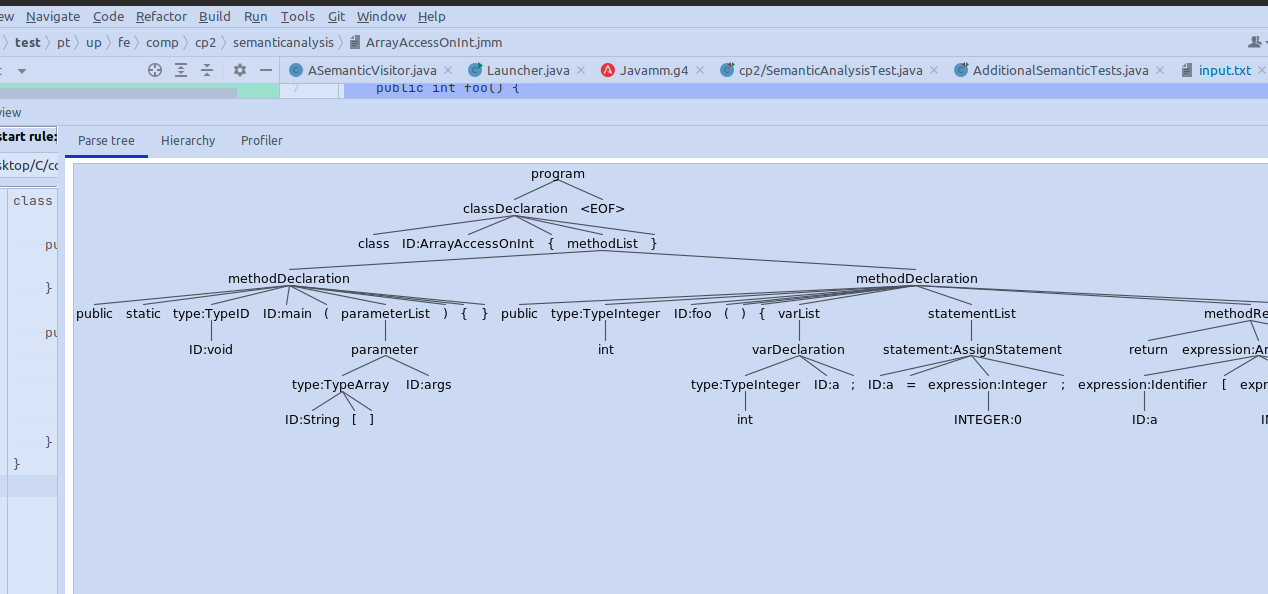 ew Navigate Code Refactor Build Run Tools Git Window Help
test pt up fe comp cp2 semanticanalysis ArrayAccessOnInt.jmm
ASemanticVisitor.java Launcher.java Javamm.g4 cp2/SemanticAnalysisTest.java AdditionalSemanticTests.java input.txt
7 public int foo() {
view
start rule:
Parse tree Hierarchy Profiler
sktop/C/co
program
class
classDeclaration <EOF>
class ID:ArrayAccessOnInt { methodList }
pu
methodDeclaration methodDeclaration
}
public static type:TypeID ID:main ( parameterList ) { } public type:TypeInteger ID:foo ( ) { varList statementList methodRe
pu
ID:void parameter int varDeclaration statement:AssignStatement return expression:Ar
type:TypeArray ID:args type:TypeInteger ID:a ; ID:a = expression:Integer ; expression:Identifier [ expr
ID:String [ ] int INTEGER:0 ID:a IN
}
}